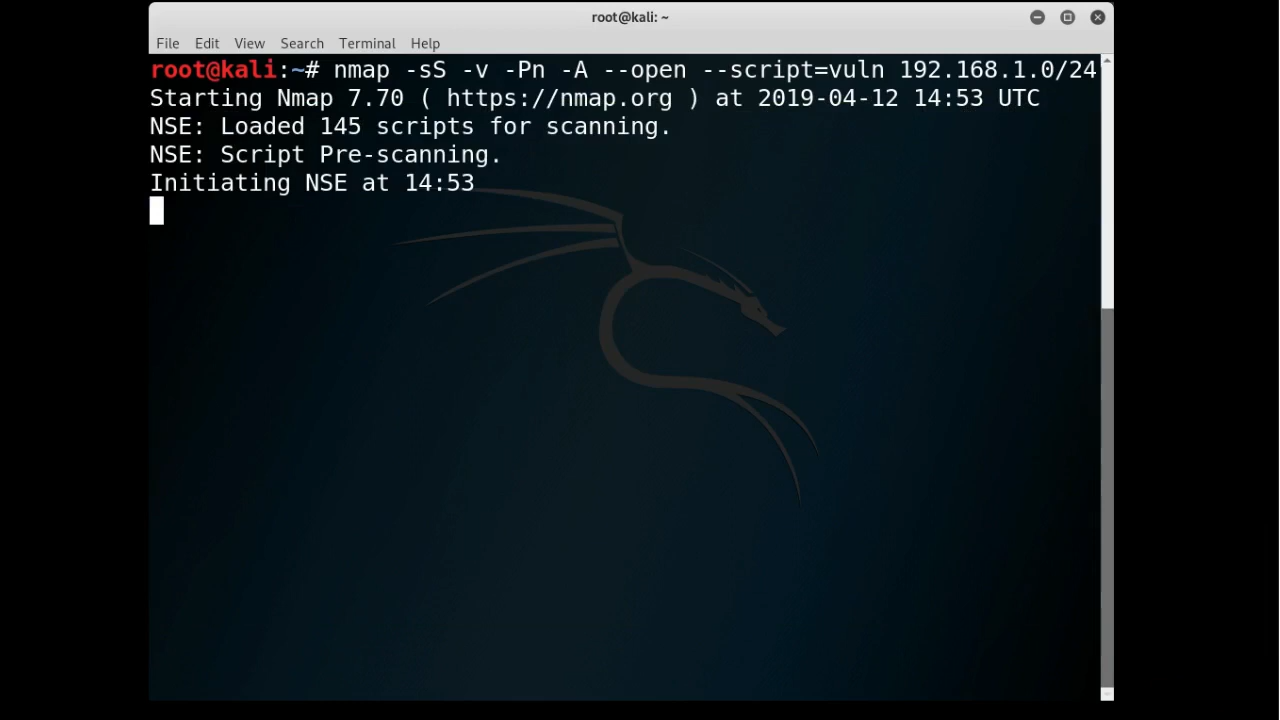 root@kali: ~
File Edit View Search Terminal Help
root@kali:~# nmap -sS -v -Pn -A --open --script=vuln 192.168.1.0/24
Starting Nmap 7.70 ( https://nmap.org ) at 2019-04-12 14:53 UTC
NSE: Loaded 145 scripts for scanning.
NSE: Script Pre-scanning.
Initiating NSE at 14:53